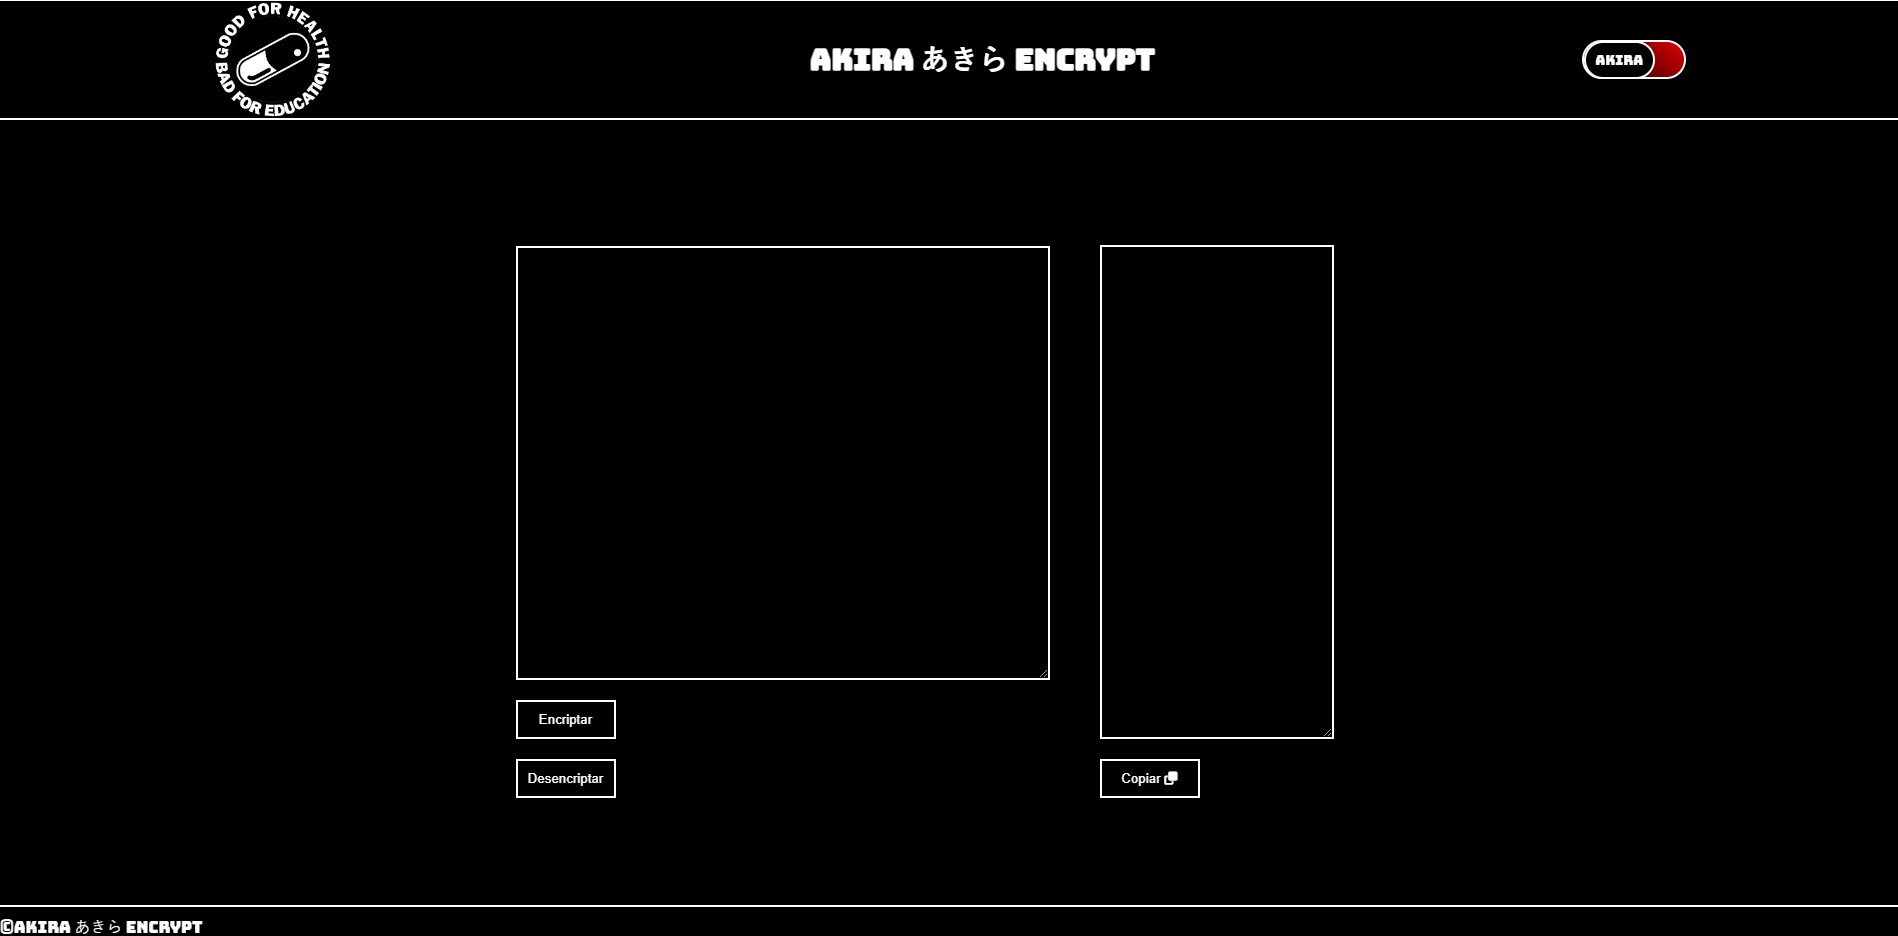 GOOD FOR HEALTH
BAD FOR EDUCATION
AKIRA あきら ENCRYPT
AKIRA
Encriptar
Desencriptar
Copiar
©AKIRA あきら ENCRYPT